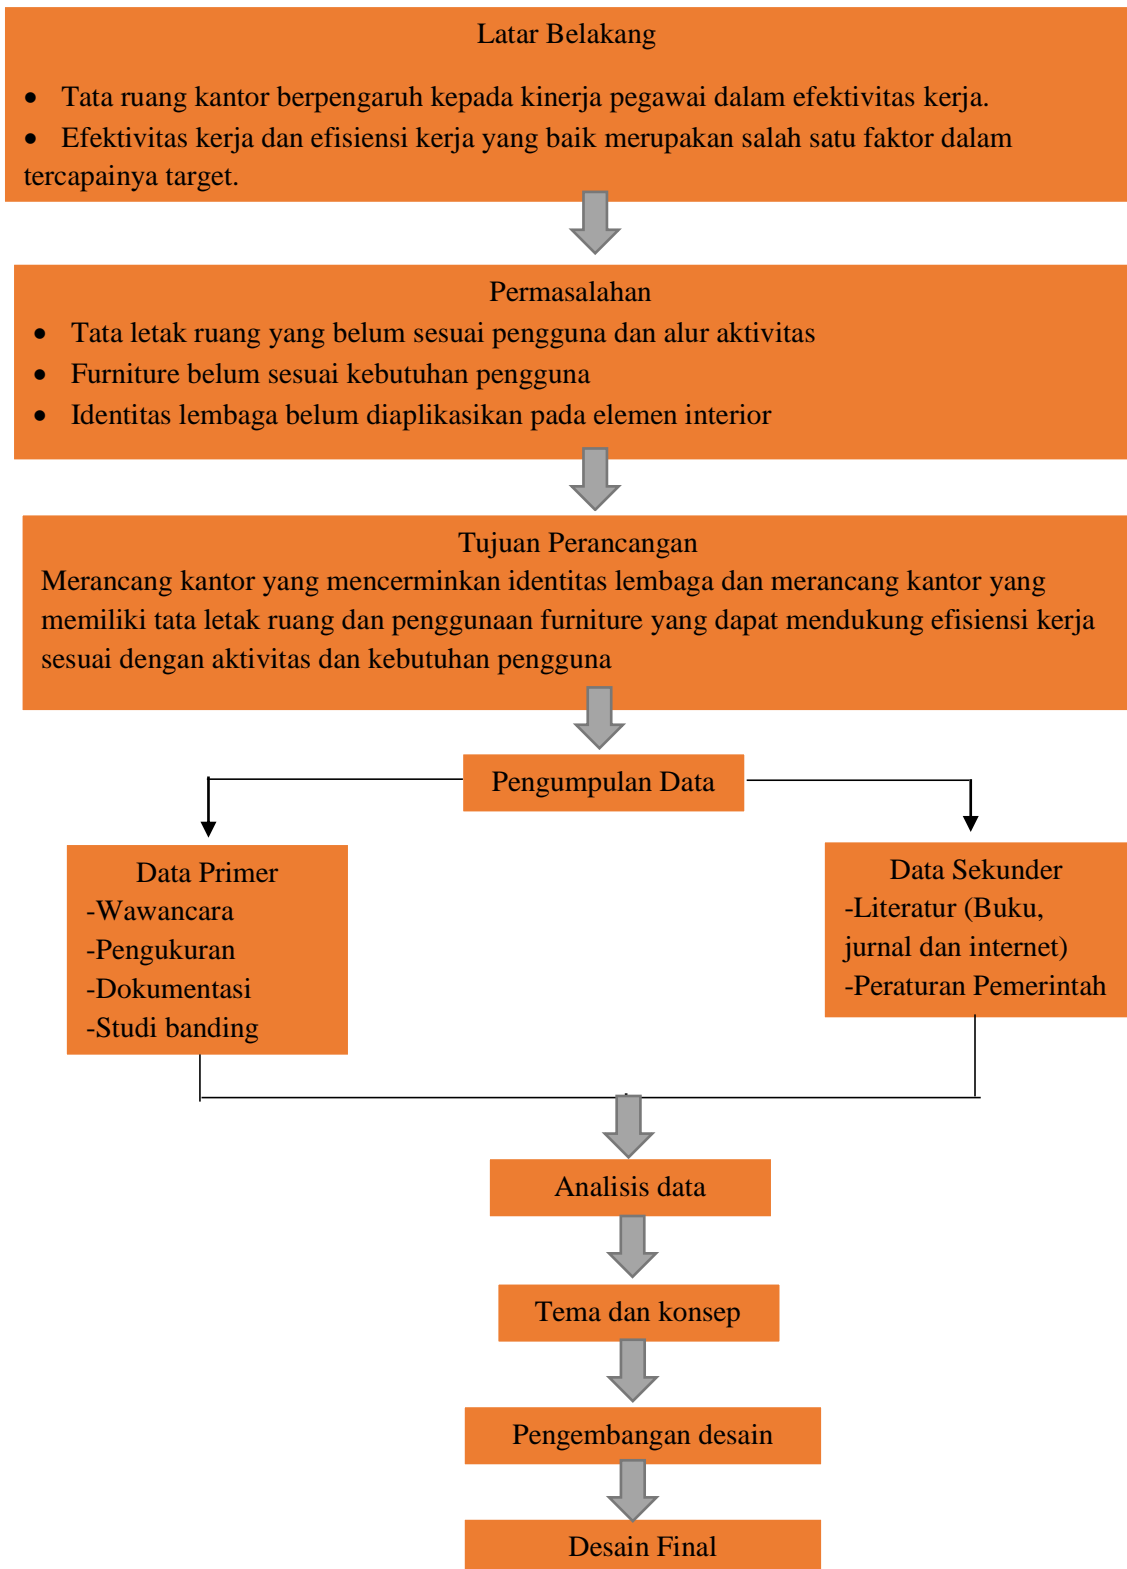 Latar Belakang
• Tata ruang kantor berpengaruh kepada kinerja pegawai dalam efektivitas kerja.
• Efektivitas kerja dan efisiensi kerja yang baik merupakan salah satu faktor dalam
tercapainya target.
Permasalahan
• Tata letak ruang yang belum sesuai pengguna dan alur aktivitas
• Furniture belum sesuai kebutuhan pengguna
• Identitas lembaga belum diaplikasikan pada elemen interior
Tujuan Perancangan
Merancang kantor yang mencerminkan identitas lembaga dan merancang kantor yang
memiliki tata letak ruang dan penggunaan furniture yang dapat mendukung efisiensi kerja
sesuai dengan aktivitas dan kebutuhan pengguna
Pengumpulan Data
Data Primer
-Wawancara
-Pengukuran
-Dokumentasi
-Studi banding
Data Sekunder
-Literatur (Buku,
jurnal dan internet)
-Peraturan Pemerintah
Analisis data
Tema dan konsep
Pengembangan desain
Desain Final